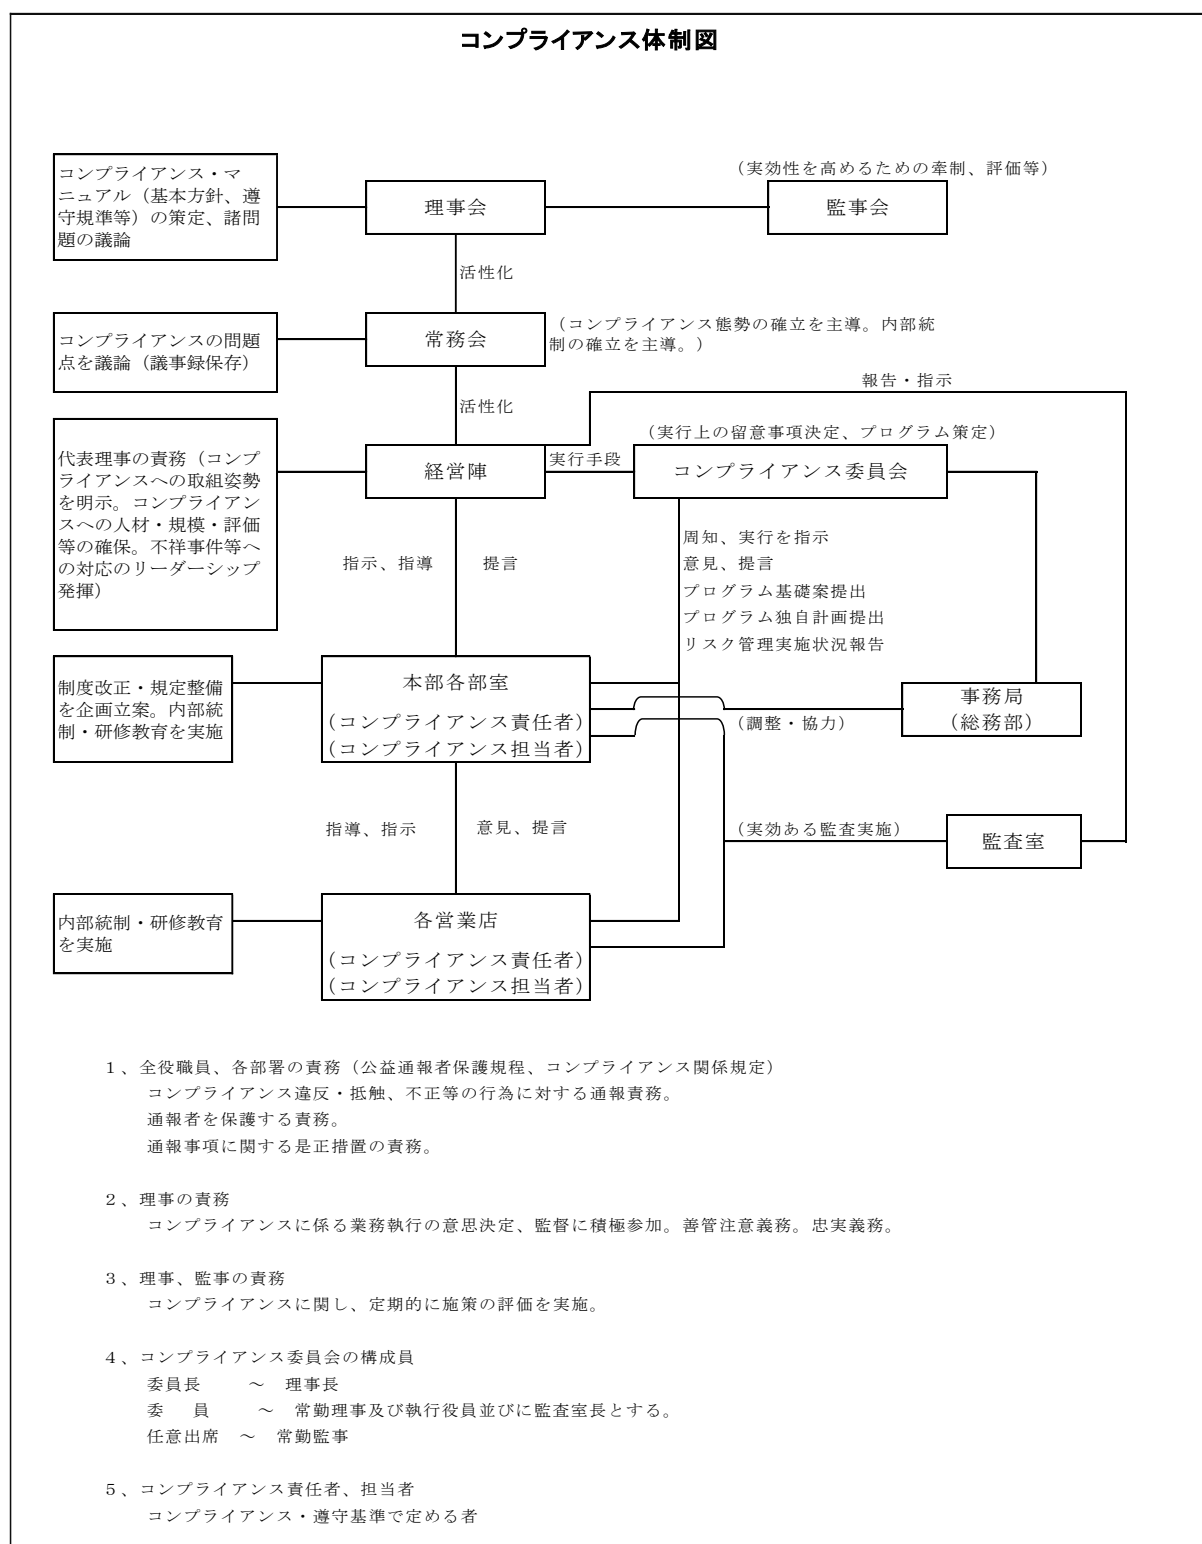 コンプライアンス体制図
コンプライアンス・マ
ニュアル（基本方針、遵
守規準等）の策定、諸問
題の議論
理事会
（実効性を高めるための牽制、評価等）
監事会
活性化
コンプライアンスの問題
点を議論（議事録保存）
常務会
（コンプライアンス態勢の確立を主導。内部統
制の確立を主導。）
活性化
報告・指示
代表理事の責務（コンプ
ライアンスへの取組姿勢
を明示。コンプライアン
スへの人材・規模・評価
等の確保。不祥事件等へ
の対応のリーダーシップ
発揮）
経営陣
実行手段
（実行上の留意事項決定、プログラム策定）
コンプライアンス委員会
指示、指導
提言
周知、実行を指示
意見、提言
プログラム基礎案提出
プログラム独自計画提出
リスク管理実施状況報告
制度改正・規定整備
を企画立案。内部統
制・研修教育を実施
本部各部室
（コンプライアンス責任者）
（コンプライアンス担当者）
（調整・協力）
事務局
（総務部）
指導、指示
意見、提言
（実効ある監査実施）
監査室
内部統制・研修教育
を実施
各営業店
（コンプライアンス責任者）
（コンプライアンス担当者）
１、全役職員、各部署の責務（公益通報者保護規程、コンプライアンス関係規定）
コンプライアンス違反・抵触、不正等の行為に対する通報責務。
通報者を保護する責務。
通報事項に関する是正措置の責務。
２、理事の責務
コンプライアンスに係る業務執行の意思決定、監督に積極参加。善管注意義務。忠実義務。
３、理事、監事の責務
コンプライアンスに関し、定期的に施策の評価を実施。
４、コンプライアンス委員会の構成員
委員長　～　理事長
委　員　～　常勤理事及び執行役員並びに監査室長とする。
任意出席　～　常勤監事
５、コンプライアンス責任者、担当者
コンプライアンス・遵守基準で定める者